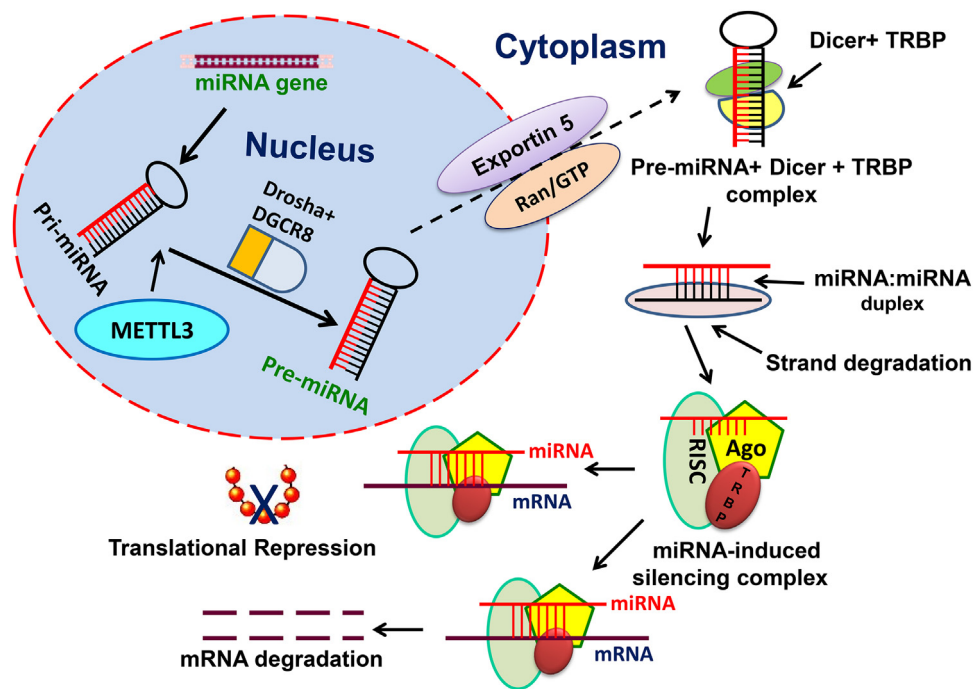 Cytoplasm
Dicer+ TRBP
miRNA gene
Nucleus
Exportin 5
Ran/GTP
Pre-miRNA+ Dicer + TRBP
complex
Drosha+
DGCR8
Pri-miRNA
METTL3
Pre-miRNA
miRNA:miRNA
duplex
Strand degradation
RISC
Ago
TRBP
miRNA-induced
silencing complex
miRNA
mRNA
Translational Repression
X
miRNA
mRNA
mRNA degradation